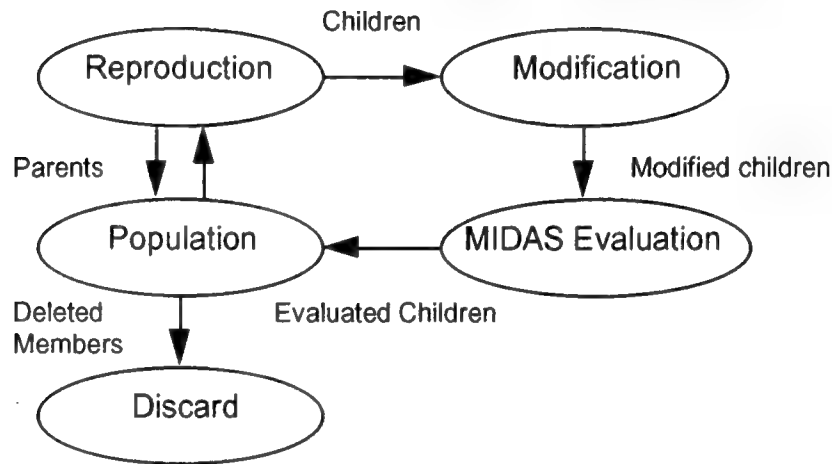 Children
Reproduction
Modification
Parents
Modified children
Population
MIDAS Evaluation
Deleted
Members
Evaluated Children
Discard